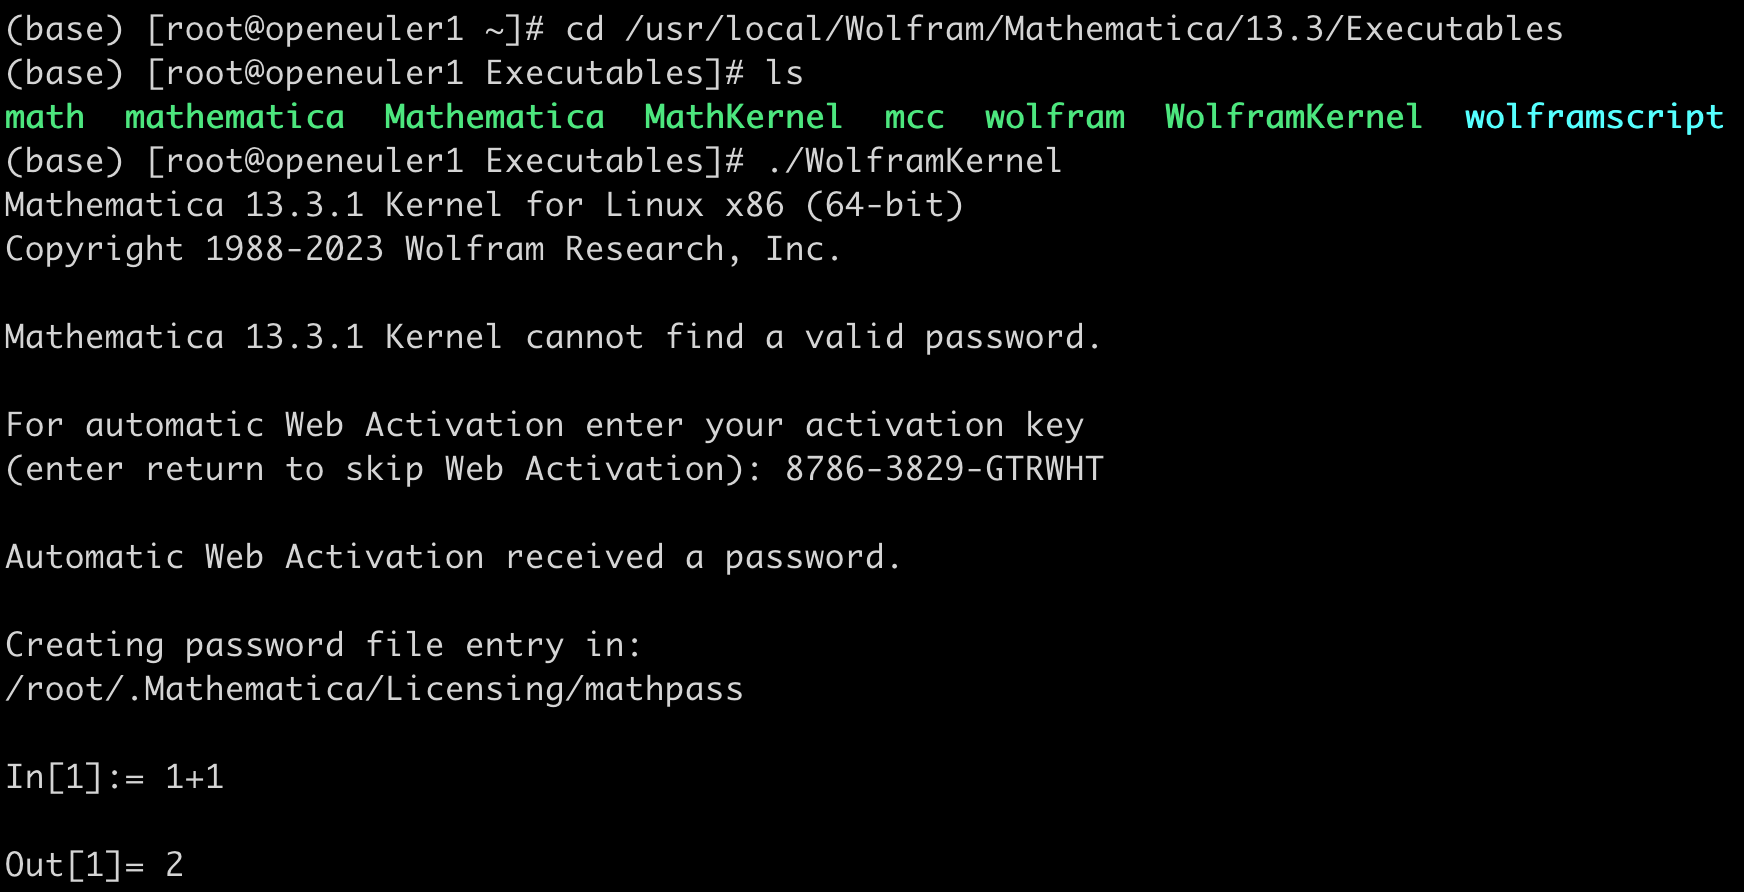 (base) [root@openeuler1 ~]# cd /usr/local/Wolfram/Mathematica/13.3/Executables
(base) [root@openeuler1 Executables]# ls
math  mathematica  Mathematica  MathKernel  mcc  wolfram  WolframKernel  wolframscript
(base) [root@openeuler1 Executables]# ./WolframKernel
Mathematica 13.3.1 Kernel for Linux x86 (64-bit)
Copyright 1988-2023 Wolfram Research, Inc.
Mathematica 13.3.1 Kernel cannot find a valid password.
For automatic Web Activation enter your activation key
(enter return to skip Web Activation): 8786-3829-GTRWHT
Automatic Web Activation received a password.
Creating password file entry in:
/root/.Mathematica/Licensing/mathpass
In[1]:= 1+1
Out[1]= 2